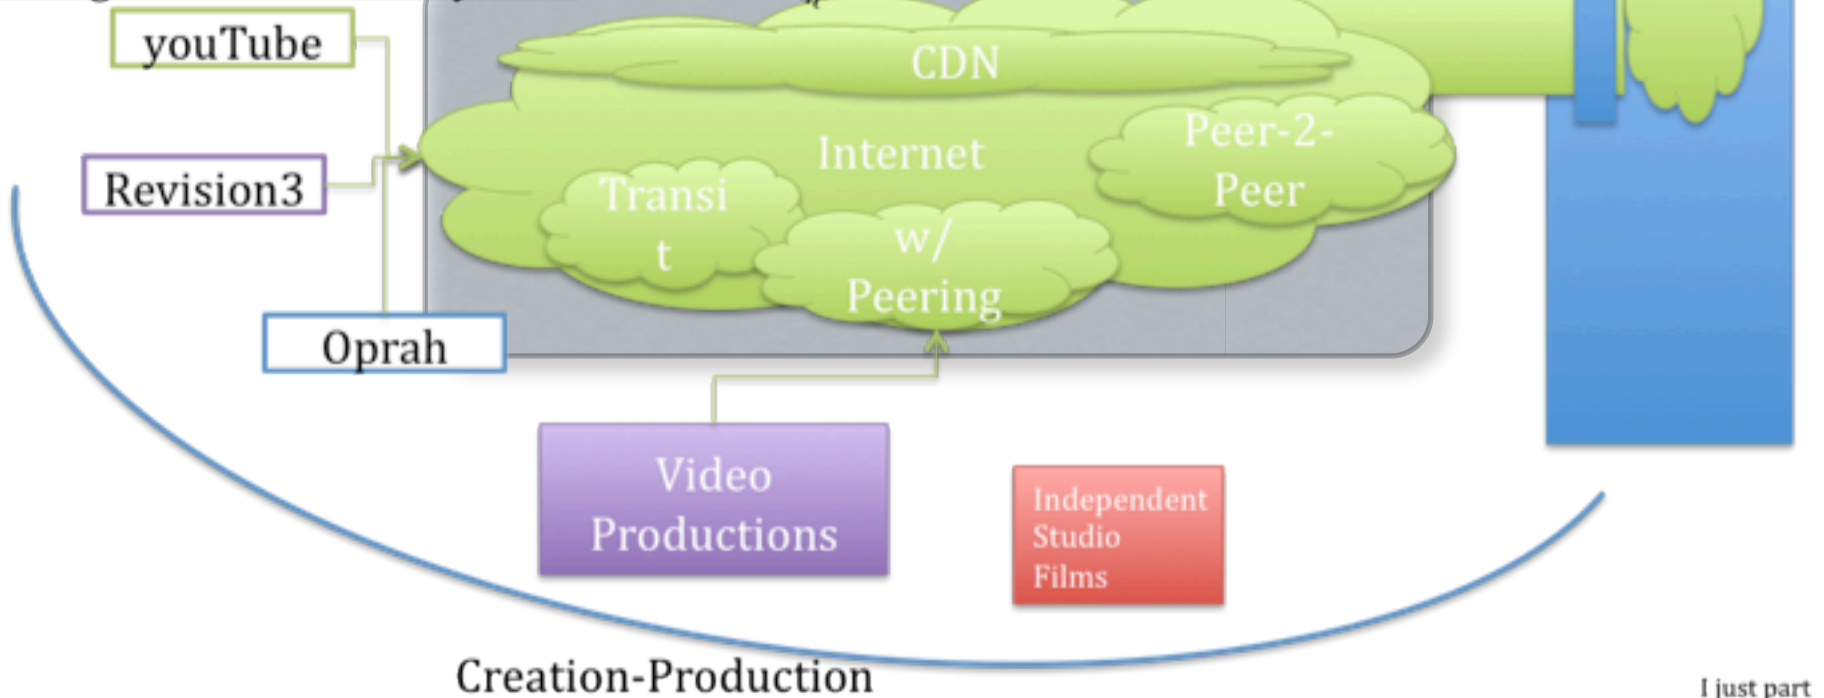 youTube
CDN
Peer-2-
Peer
Internet
Revision3
Transi
t
w/
Peering
Oprah
Video
Productions
Independent
Studio
Films
Creation-Production
I just part